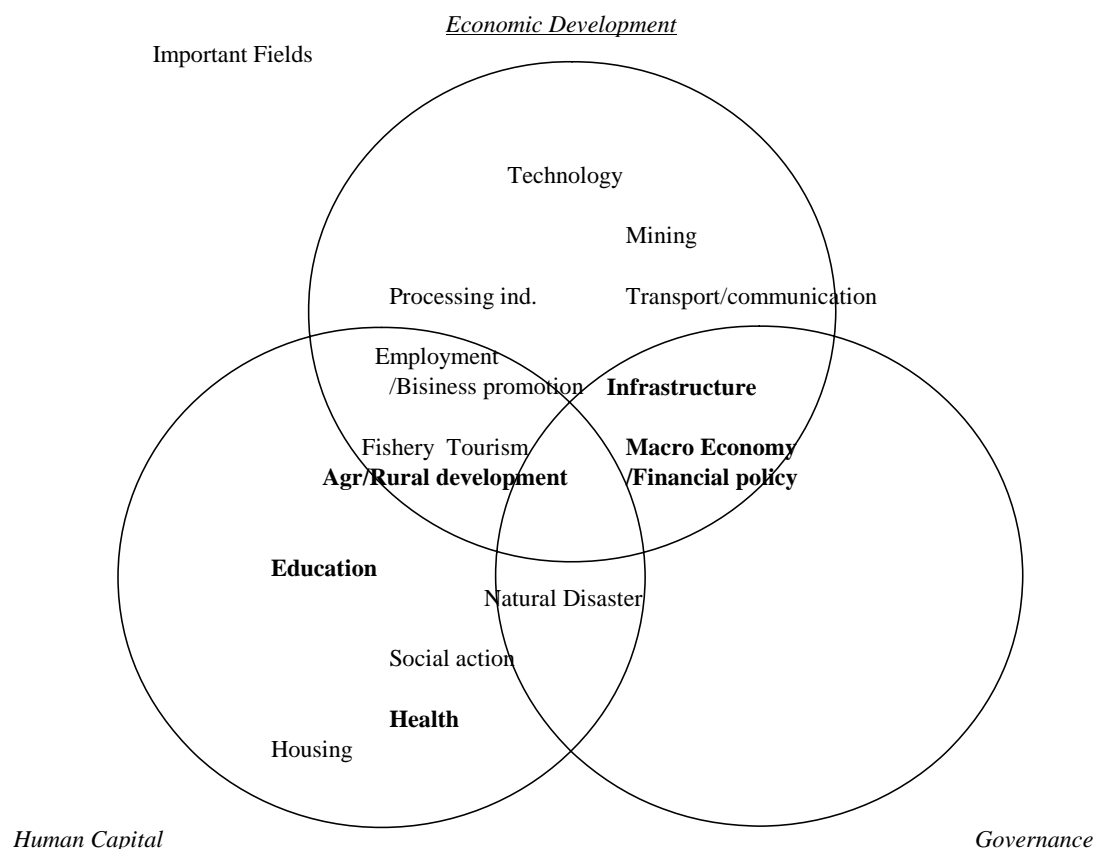 Economic Development
Important Fields
Technology
Mining
Processing ind.
Transport/communication
Employment
/Bisiness promotion
Infrastructure
Fishery Tourism
Macro Economy
Agr/Rural development
/Financial policy
Education
Natural Disaster
Social action
Health
Housing
Human Capital
Governance